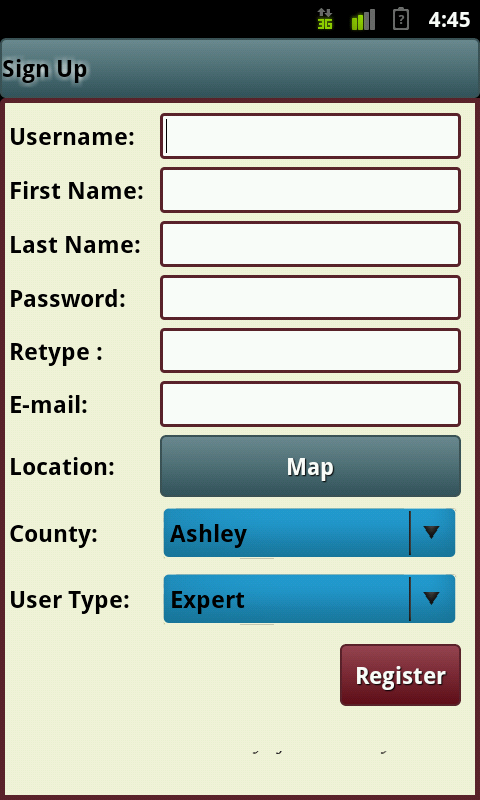 3G 4:45
Sign Up
Username:
First Name:
Last Name:
Password:
Retype :
E-mail:
Location: Map
County: Ashley
User Type: Expert
Register